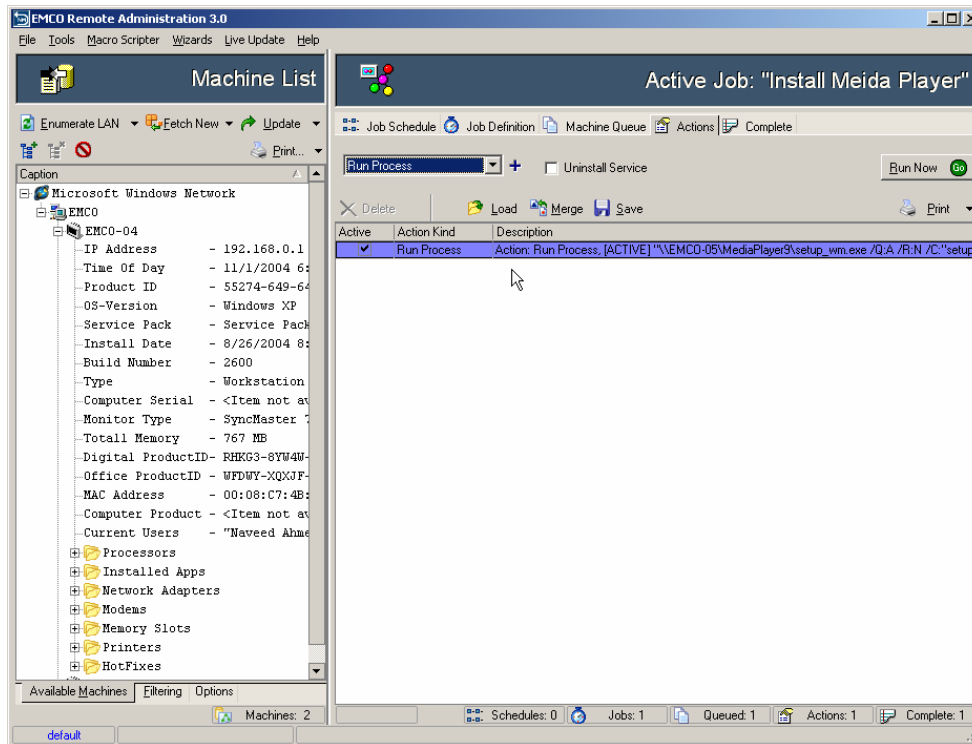 EMCO Remote Administration 3.0
File Tools Macro Scripter Wizards Live Update Help
Machine List
Active Job: "Install Meida Player"
Enumerate LAN Fetch New Update
Print...
Job Schedule Job Definition Machine Queue Actions Complete
Run Process + Uninstall Service Run Now Go
Delete Load Merge Save Print
Caption
Active Action Kind Description
Run Process Action: Run Process, [ACTIVE] "\\EMCO-05\MediaPlayer9\setup_wm.exe /Q:A /R:N /C:"setup
Microsoft Windows Network
EMCO
EMCO-04
IP Address - 192.168.0.1
Time Of Day - 11/1/2004 6:
Product ID - 55274-649-64
OS-Version - Windows XP
Service Pack - Service Pack
Install Date - 8/26/2004 8:
Build Number - 2600
Type - Workstation
Computer Serial - <Item not av
Monitor Type - SyncMaster 7
Totall Memory - 767 MB
Digital ProductID- RHKG3-8YW4W-
Office ProductID - WFDWY-XQXJF-
MAC Address - 00:08:C7:4B:
Computer Product - <Item not av
Current Users - "Naveed Ahme
Processors
Installed Apps
Network Adapters
Modems
Memory Slots
Printers
HotFixes
Available Machines Filtering Options
Machines: 2
Schedules: 0 Jobs: 1 Queued: 1 Actions: 1 Complete: 1
default